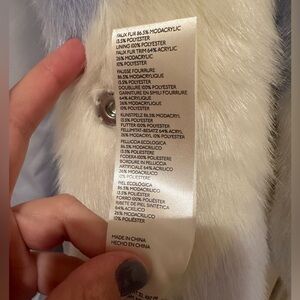 FAUX FUR 86.5% MODACRYLIC
13.5% POLYESTER
LINING 100% POLYESTER
FAUX FUR TRIM 64% ACRYLIC
26% MODACRYLIC
10% POLYESTER
FAUSSE FOURRURE
86.5% MODACRYLIQUE
13.5% POLYESTER
DOUBLURE 100% POLYESTER
GARNITURE EN SIMILI FOURRURE
64% ACRYLIQUE
26% MODACRYLIQUE
10% POLYESTER
KUNSTPELZ 86.5% MODACRYL
13.5% POLYESTER
FUTTER 100% POLYESTER
FELLIMITAT-BESATZ 64% ACRYL
26% MODACRYL 10% POLYESTER
PELLICCIA ECOLOGICA
86.5% MODACRILICO
13.5% POLIESTERE
FODERA 100% POLIESTERE
BORDURE IN PELLICCIA
ARTIFICIALE 64% ACRILICO
26% MODACRILICO
10% POLIESTERE
PIEL ECOLOGICA
86.5% MODACRILICO
13.5% POLIESTER
FORRO 100% POLIÉSTER
RIBETE DE PIEL SINTÉTICA
64% ACRILICO
26% MODACRILICO
10% POLIESTER
MADE IN CHINA
HECHO EN CHINA